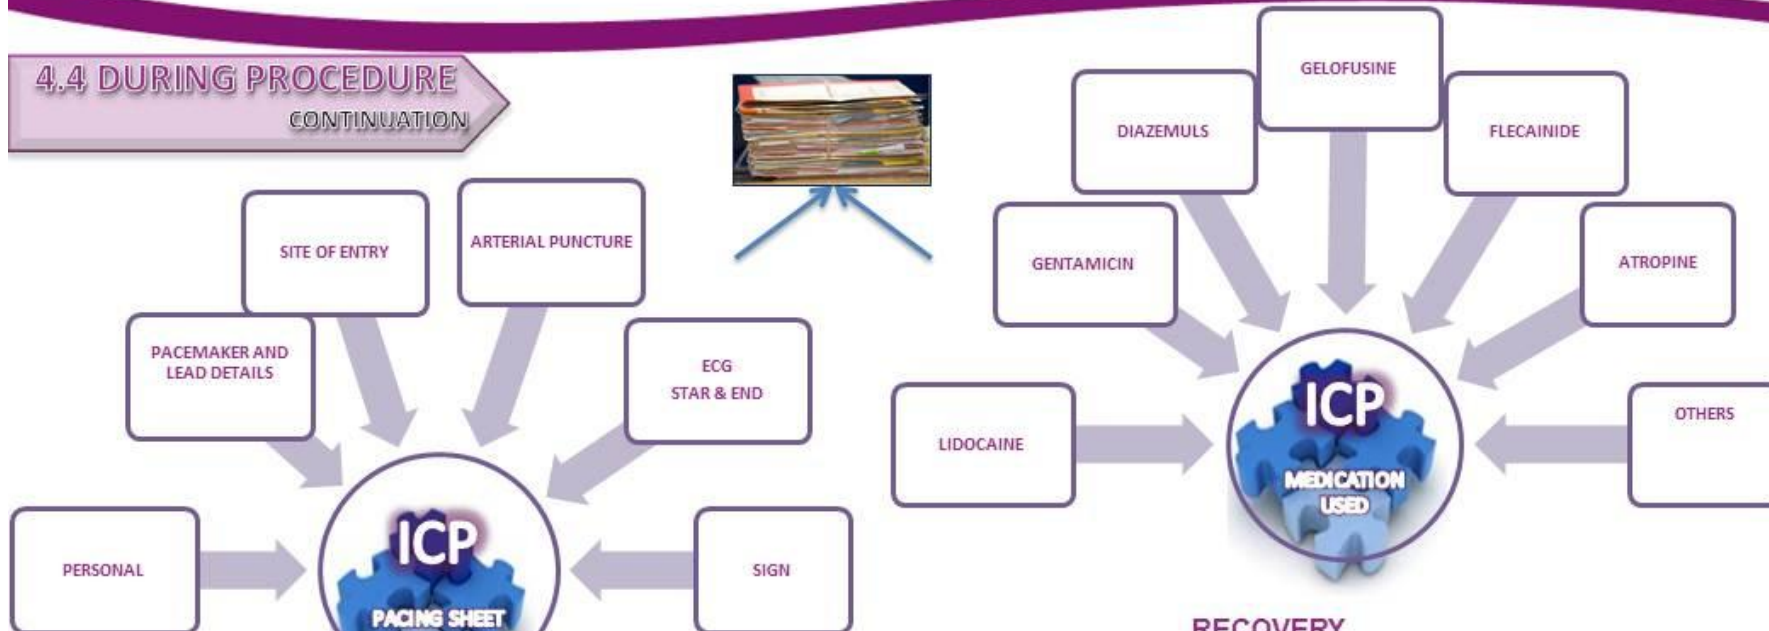 4.4 DURING PROCEDURE
CONTINUATION
SITE OF ENTRY
ARTERIAL PUNCTURE
PACEMAKER AND
LEAD DETAILS
ECG
STAR & END
PERSONAL
SIGN
ICP
PACING SHEET
GELOFUSINE
DIAZEMULS
FLECAINIDE
GENTAMICIN
ATROPINE
LIDOCAINE
OTHERS
ICP
MEDICATION
USED
RECOVERY